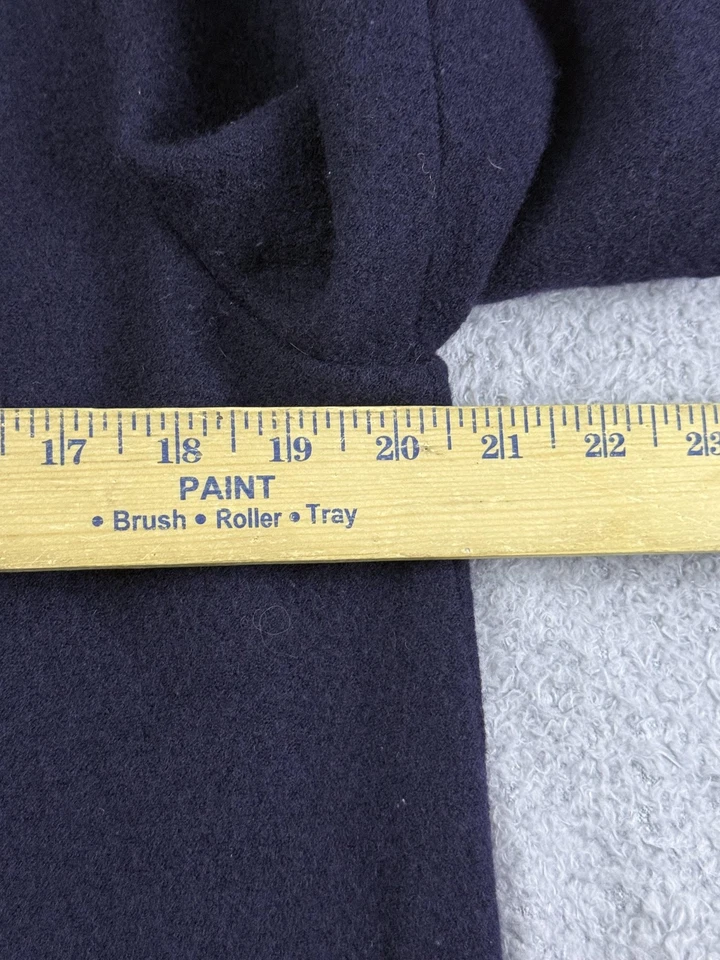 17 18 19 20 21 22 23
PAINT
• Brush • Roller • Tray